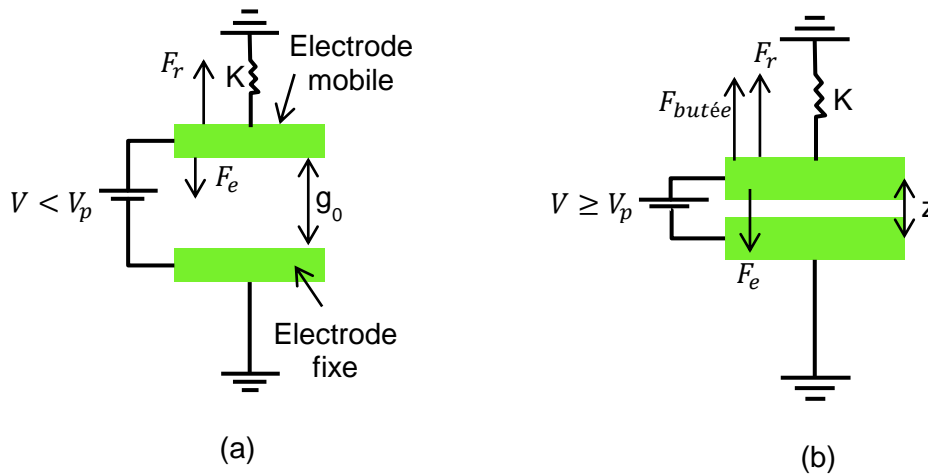 Electrode
mobile
F_r
K
F_e
V < V_p
g_0
Electrode
fixe
(a)
F_r
F_butée
K
V ≥ V_p
z
F_e
(b)